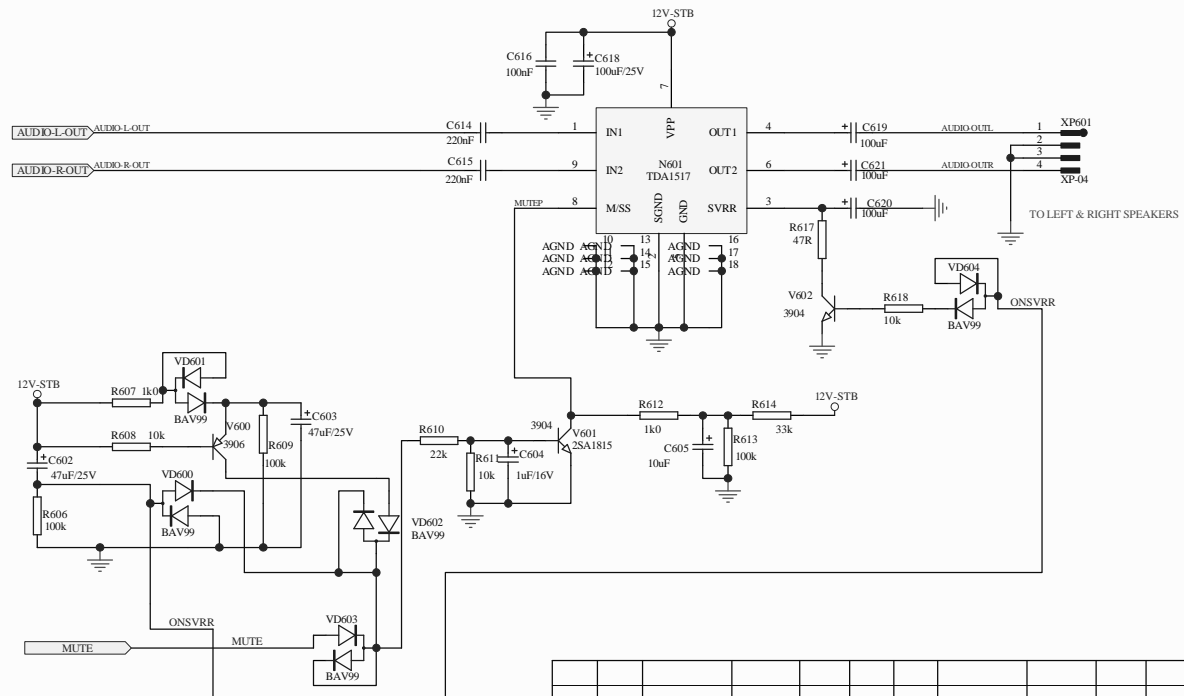 12V-STB
C616
100nF
C618
100uF/25V
7
AUDIO-L-OUT
AUDIO-L-OUT
C614
220nF
1
IN1
VPP
OUT1
4
C619
100uF
AUDIO-OUTL
1
XP601
2
AUDIO-R-OUT
AUDIO-R-OUT
C615
220nF
9
IN2
N601
TDA1517
OUT2
6
C621
100uF
AUDIO-OUTR
3
4
XP-04
MUTEP
8
M/SS
SGND
GND
SVRR
3
C620
100uF
TO LEFT & RIGHT SPEAKERS
R617
47R
AGND
AGND
AGND
10
12
AGND
AGND
AGND
13
14
15
2
AGND
AGND
AGND
16
17
18
VD604
BAV99
ONSVRR
V602
3904
R618
10k
12V-STB
R607
1k0
VD601
BAV99
V600
3906
R608
10k
R609
100k
C603
47uF/25V
C602
47uF/25V
VD600
BAV99
R606
100k
VD602
BAV99
R610
22k
R611
10k
C604
1uF/16V
3904
V601
2SA1815
R612
1k0
R614
33k
12V-STB
C605
10uF
R613
100k
ONSVRR
MUTE
MUTE
VD603
BAV99